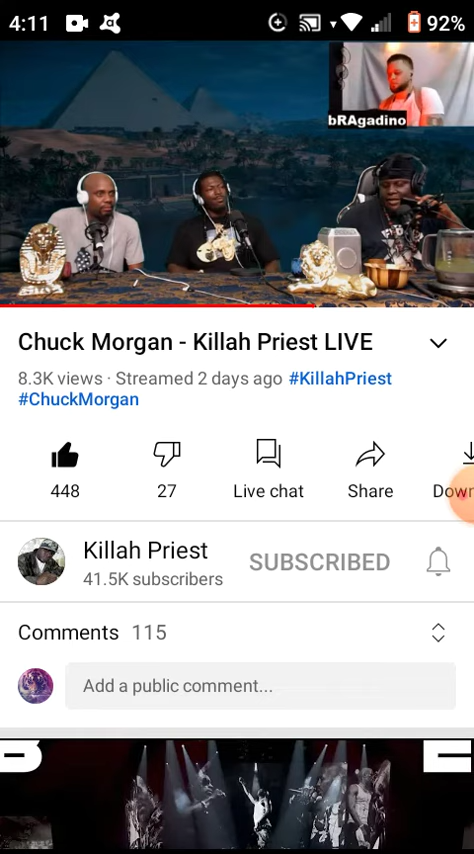 4:11 92%
bRAgadino
Chuck Morgan - Killah Priest LIVE
8.3K views · Streamed 2 days ago #KillahPriest
#ChuckMorgan
448 27 Live chat Share Down
Killah Priest SUBSCRIBED
41.5K subscribers
Comments 115
Add a public comment...